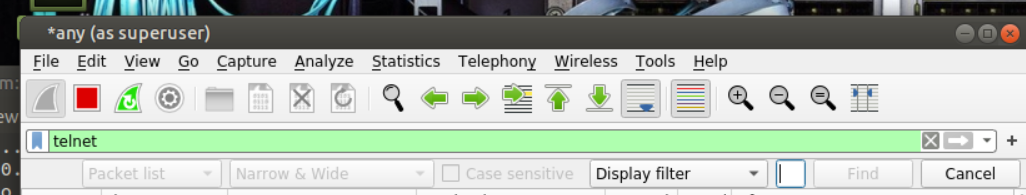 *any (as superuser)
File Edit View Go Capture Analyze Statistics Telephony Wireless Tools Help
telnet
Packet list Narrow & Wide Case sensitive Display filter Find Cancel